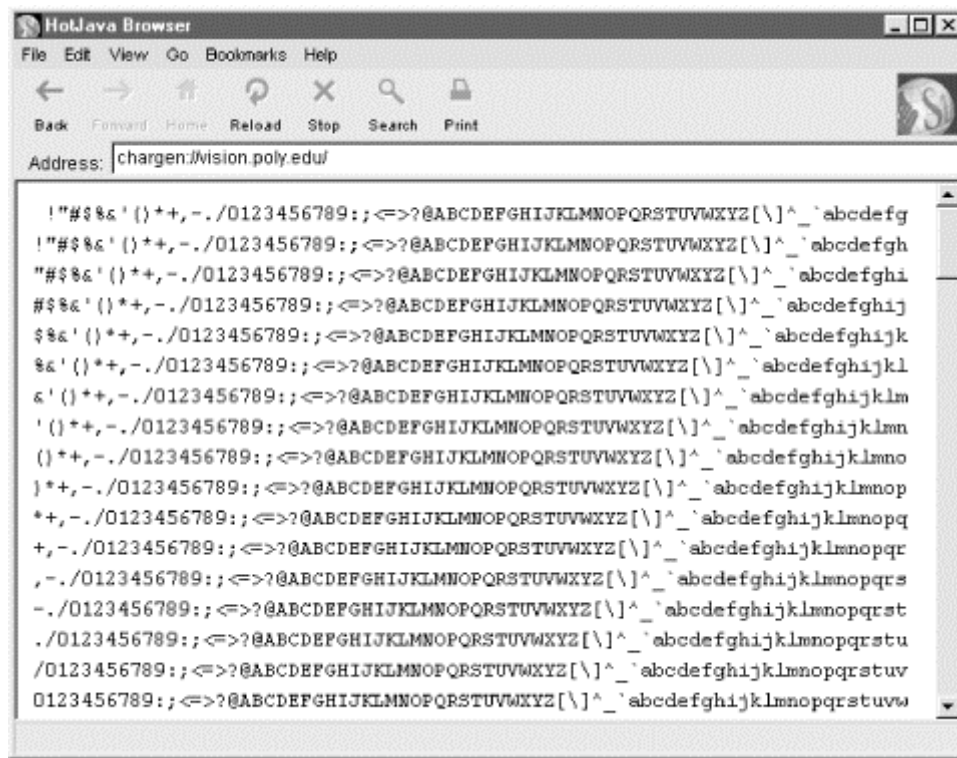 HotJava Browser
File Edit View Go Bookmarks Help
Back Forward Home Reload Stop Search Print
Address: chargen://vision.poly.edu/
 !"#$%&'()*+,-./0123456789:;<=>?@ABCDEFGHIJKLMNOPQRSTUVWXYZ[\]^_`abcdefg
!"#$%&'()*+,-./0123456789:;<=>?@ABCDEFGHIJKLMNOPQRSTUVWXYZ[\]^_`abcdefgh
"#$%&'()*+,-./0123456789:;<=>?@ABCDEFGHIJKLMNOPQRSTUVWXYZ[\]^_`abcdefghi
#$%&'()*+,-./0123456789:;<=>?@ABCDEFGHIJKLMNOPQRSTUVWXYZ[\]^_`abcdefghij
$%&'()*+,-./0123456789:;<=>?@ABCDEFGHIJKLMNOPQRSTUVWXYZ[\]^_`abcdefghijk
%&'()*+,-./0123456789:;<=>?@ABCDEFGHIJKLMNOPQRSTUVWXYZ[\]^_`abcdefghijkl
&'()*+,-./0123456789:;<=>?@ABCDEFGHIJKLMNOPQRSTUVWXYZ[\]^_`abcdefghijklm
'()*+,-./0123456789:;<=>?@ABCDEFGHIJKLMNOPQRSTUVWXYZ[\]^_`abcdefghijklmn
()*+,-./0123456789:;<=>?@ABCDEFGHIJKLMNOPQRSTUVWXYZ[\]^_`abcdefghijklmno
)*+,-./0123456789:;<=>?@ABCDEFGHIJKLMNOPQRSTUVWXYZ[\]^_`abcdefghijklmnop
*+,-./0123456789:;<=>?@ABCDEFGHIJKLMNOPQRSTUVWXYZ[\]^_`abcdefghijklmnopq
+,-./0123456789:;<=>?@ABCDEFGHIJKLMNOPQRSTUVWXYZ[\]^_`abcdefghijklmnopqr
,-./0123456789:;<=>?@ABCDEFGHIJKLMNOPQRSTUVWXYZ[\]^_`abcdefghijklmnopqrs
-./0123456789:;<=>?@ABCDEFGHIJKLMNOPQRSTUVWXYZ[\]^_`abcdefghijklmnopqrst
./0123456789:;<=>?@ABCDEFGHIJKLMNOPQRSTUVWXYZ[\]^_`abcdefghijklmnopqrstu
/0123456789:;<=>?@ABCDEFGHIJKLMNOPQRSTUVWXYZ[\]^_`abcdefghijklmnopqrstuv
0123456789:;<=>?@ABCDEFGHIJKLMNOPQRSTUVWXYZ[\]^_`abcdefghijklmnopqrstuvw